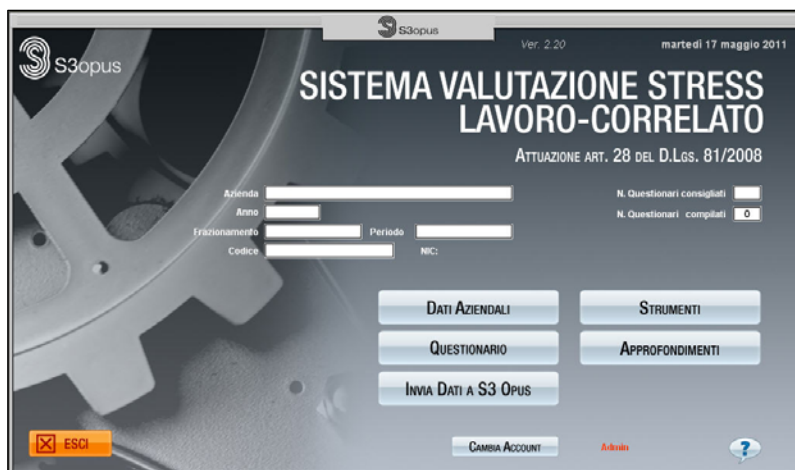 S3opus
Ver. 2.20
martedì 17 maggio 2011
S3opus
SISTEMA VALUTAZIONE STRESS
LAVORO-CORRELATO
ATTUAZIONE ART. 28 DEL D.LGS. 81/2008
Azienda
N. Questionari consigliati
Anno
N. Questionari compilati 0
Frazionamento Periodo
Codice NIC:
DATI AZIENDALI
STRUMENTI
QUESTIONARIO
APPROFONDIMENTI
INVIA DATI A S3 OPUS
ESCI
CAMBIA ACCOUNT
Admin
?